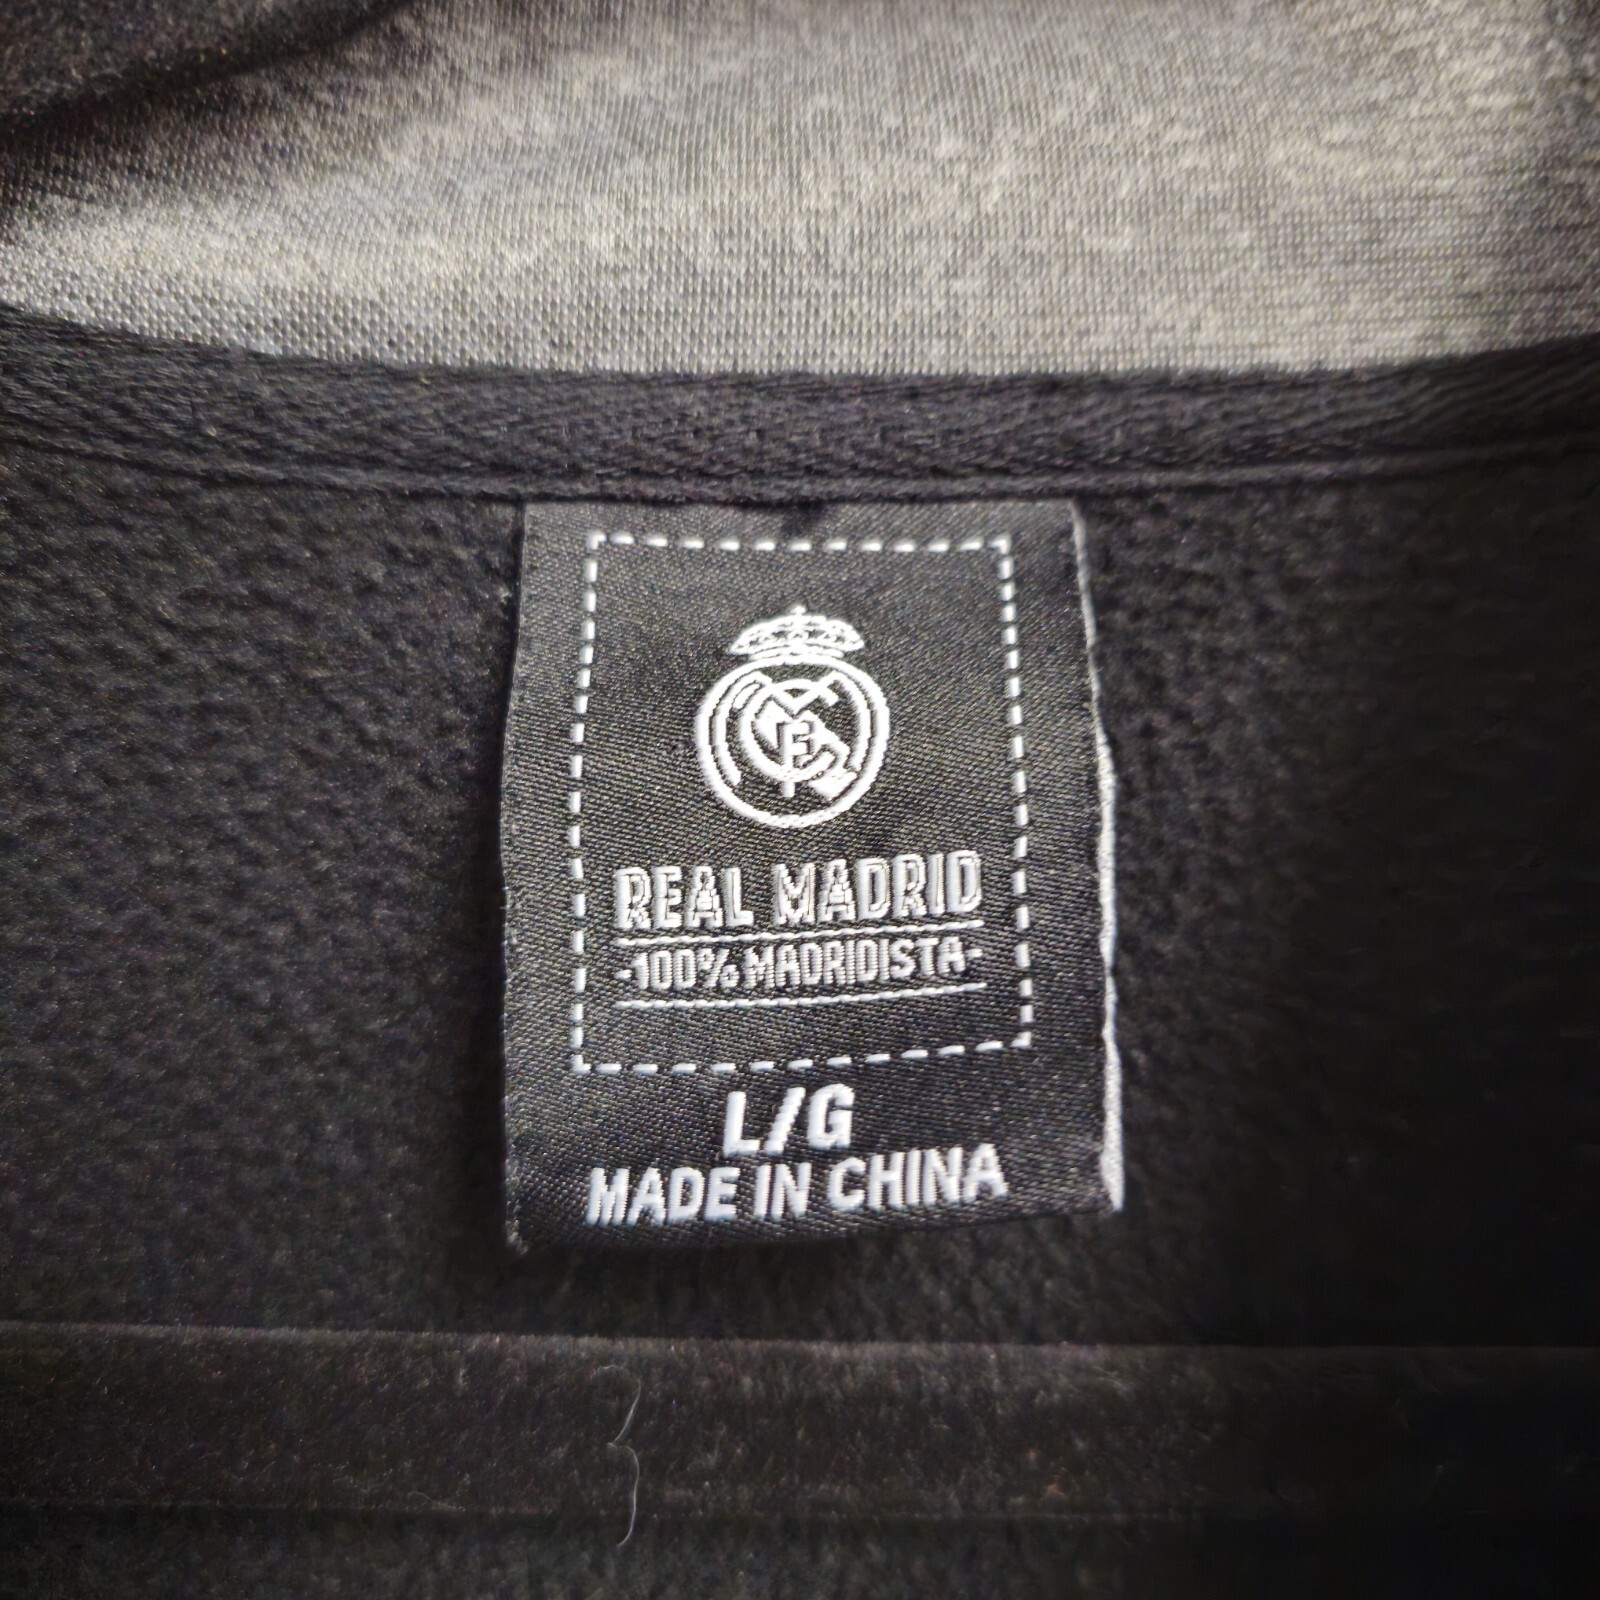 REAL MADRID
-100% MADRIDISTA-
L/G
MADE IN CHINA